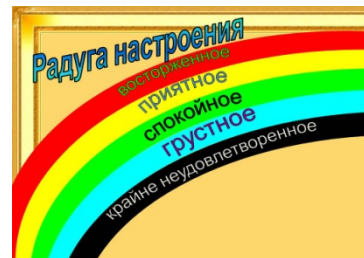 Радуга настроения
восторженное
приятное
спокойное
грустное
крайне неудовлетворенное